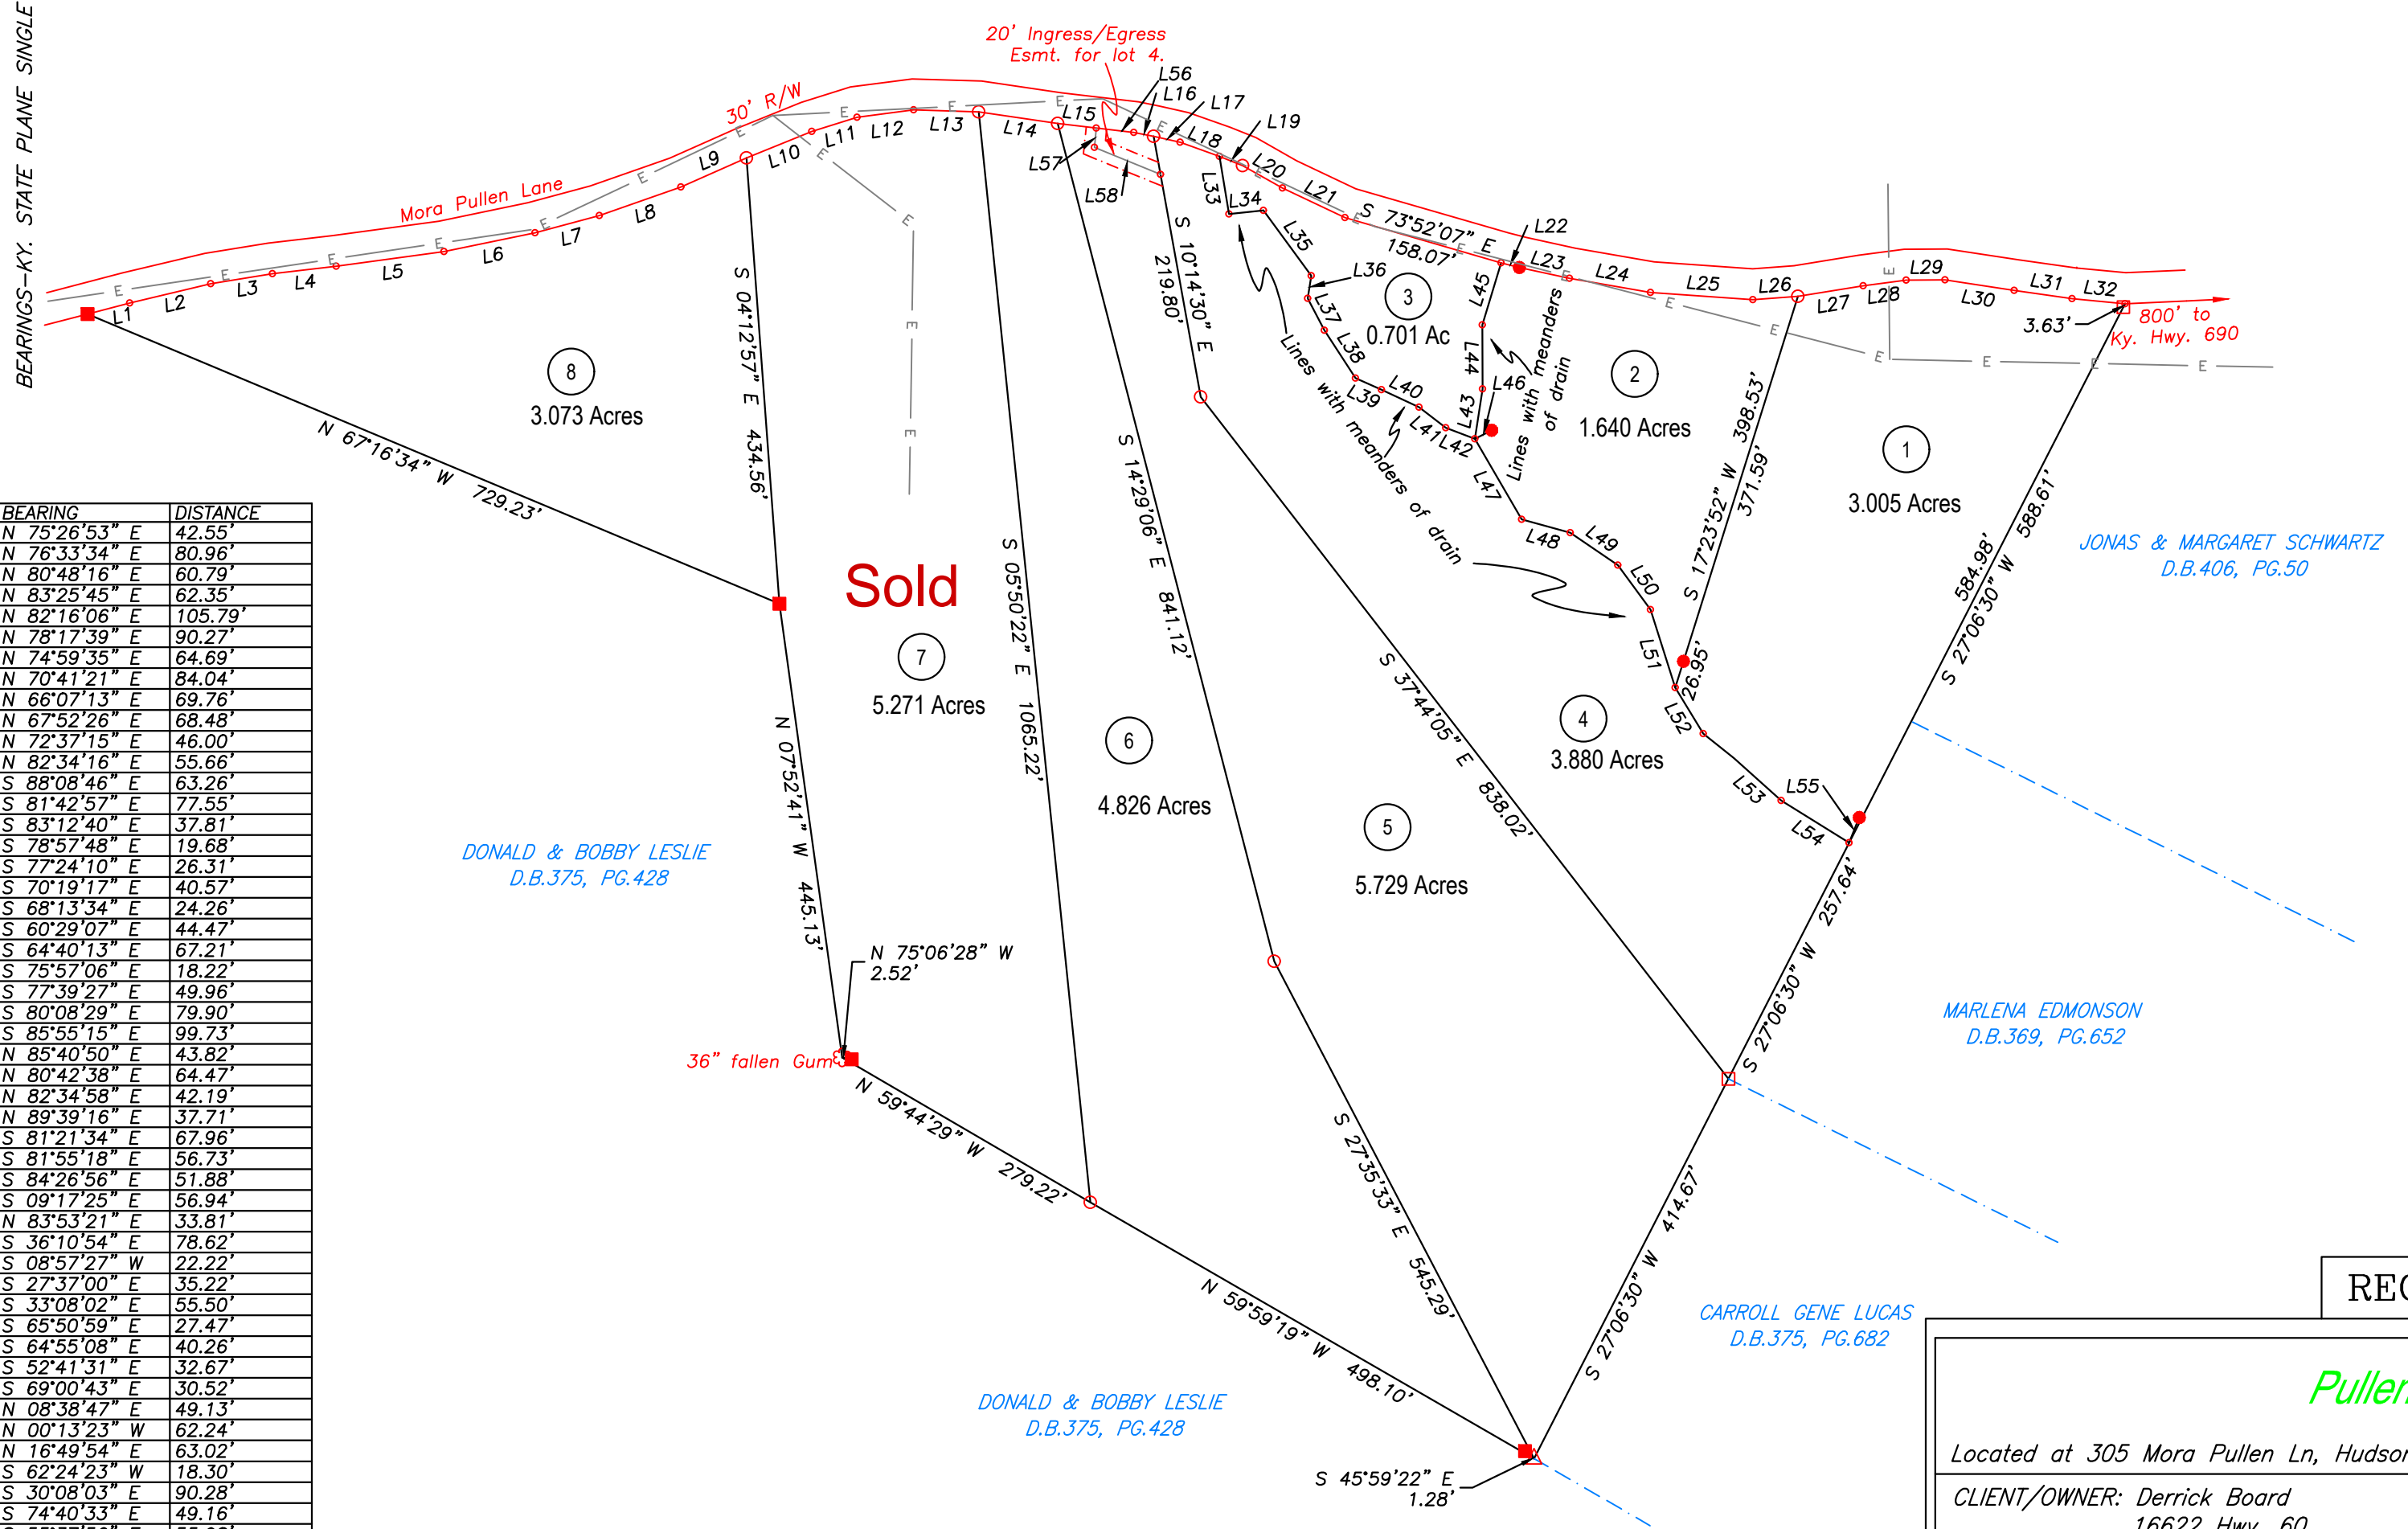 BEARINGS-KY. STATE PLANE SINGLE
20' Ingress/Egress
Esmt. for lot 4.
30' R/W
Mora Pullen Lane
L1
L2
L3
L4
L5
L6
L7
L8
L9
L10
L11
L12
L13
L14
L15
L56
L16
L17
L18
L19
L20
L21
L57
L58
S 73°52'07" E
158.07'
L22
L23
L24
L25
L26
L27
L28
L29
L30
L31
L32
3.63'
800' to
Ky. Hwy. 690
L33
L34
L35
L36
L37
L38
L39
L40
L41
L42
L43
L44
L45
L46
L47
L48
L49
L50
L51
L52
L53
L54
L55
Lines with meanders of drain
Lines with meanders
of drain
E E E E E E E E E E E E E E E E E E E E E E E E E
8
3.073 Acres
N 67°16'34" W 729.23'
S 04°12'57" E 434.56'
Sold
7
5.271 Acres
N 07°52'41" W 445.13'
S 05°50'22" E 1065.22'
6
4.826 Acres
S 14°29'06" E 841.12'
S 10°14'30" E
219.80'
5
5.729 Acres
S 37°44'05" E 838.02'
4
3.880 Acres
3
0.701 Ac
2
1.640 Acres
S 17°23'52" W 398.53'
371.59'
26.95'
1
3.005 Acres
584.98'
S 27°06'30" W 588.61'
S 27°06'30" W 257.64'
S 27°06'30" W 414.67'
S 27°35'33" E 545.29'
N 75°06'28" W
2.52'
36" fallen Gum
N 59°44'29" W 279.22'
N 59°59'19" W 498.10'
S 45°59'22" E
1.28'
JONAS & MARGARET SCHWARTZ
D.B.406, PG.50
MARLENA EDMONSON
D.B.369, PG.652
CARROLL GENE LUCAS
D.B.375, PG.682
DONALD & BOBBY LESLIE
D.B.375, PG.428
DONALD & BOBBY LESLIE
D.B.375, PG.428
BEARING DISTANCE
N 75°26'53" E 42.55'
N 76°33'34" E 80.96'
N 80°48'16" E 60.79'
N 83°25'45" E 62.35'
N 82°16'06" E 105.79'
N 78°17'39" E 90.27'
N 74°59'35" E 64.69'
N 70°41'21" E 84.04'
N 66°07'13" E 69.76'
N 67°52'26" E 68.48'
N 72°37'15" E 46.00'
N 82°34'16" E 55.66'
S 88°08'46" E 63.26'
S 81°42'57" E 77.55'
S 83°12'40" E 37.81'
S 78°57'48" E 19.68'
S 77°24'10" E 26.31'
S 70°19'17" E 40.57'
S 68°13'34" E 24.26'
S 60°29'07" E 44.47'
S 64°40'13" E 67.21'
S 75°57'06" E 18.22'
S 77°39'27" E 49.96'
S 80°08'29" E 79.90'
S 85°55'15" E 99.73'
N 85°40'50" E 43.82'
N 80°42'38" E 64.47'
N 82°34'58" E 42.19'
N 89°39'16" E 37.71'
S 81°21'34" E 67.96'
S 81°55'18" E 56.73'
S 84°26'56" E 51.88'
S 09°17'25" E 56.94'
N 83°53'21" E 33.81'
S 36°10'54" E 78.62'
S 08°57'27" W 22.22'
S 27°37'00" E 35.22'
S 33°08'02" E 55.50'
S 65°50'59" E 27.47'
S 64°55'08" E 40.26'
S 52°41'31" E 32.67'
S 69°00'43" E 30.52'
N 08°38'47" E 49.13'
N 00°13'23" W 62.24'
N 16°49'54" E 63.02'
S 62°24'23" W 18.30'
S 30°08'03" E 90.28'
S 74°40'33" E 49.16'
REC
Pullen
Located at 305 Mora Pullen Ln, Hudson
CLIENT/OWNER: Derrick Board
16622 Hwy. 60